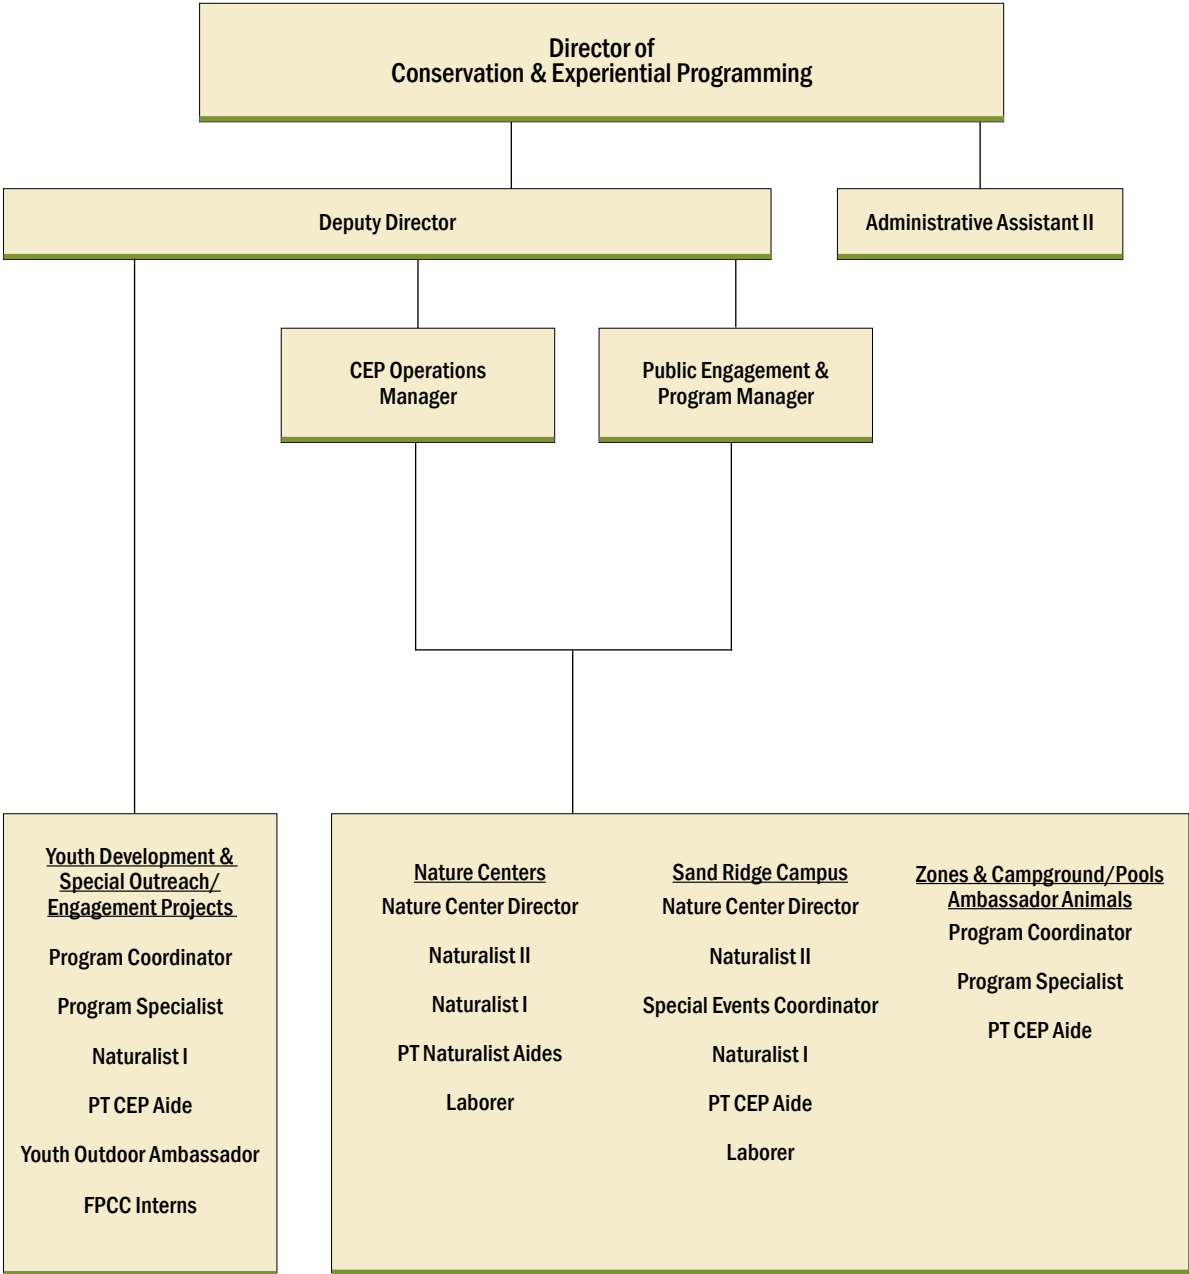 Director of
Conservation & Experiential Programming
Deputy Director
Administrative Assistant II
CEP Operations
Manager
Public Engagement &
Program Manager
Youth Development &
Special Outreach/
Engagement Projects
Program Coordinator
Program Specialist
Naturalist I
PT CEP Aide
Youth Outdoor Ambassador
FPCC Interns
Nature Centers
Nature Center Director
Naturalist II
Naturalist I
PT Naturalist Aides
Laborer
Sand Ridge Campus
Nature Center Director
Naturalist II
Special Events Coordinator
Naturalist I
PT CEP Aide
Laborer
Zones & Campground/Pools
Ambassador Animals
Program Coordinator
Program Specialist
PT CEP Aide